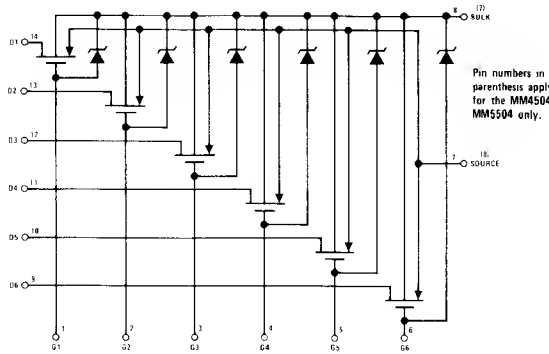 8 (7)
BULK
D1 14
Pin numbers in
parenthesis apply
for the MM4504
MM5504 only.
D2 13
D3 12
(8)
7 SOURCE
D4 11
D5 10
D6 9
1 2 3 4 5 6
G1 G2 G3 G4 G5 G6